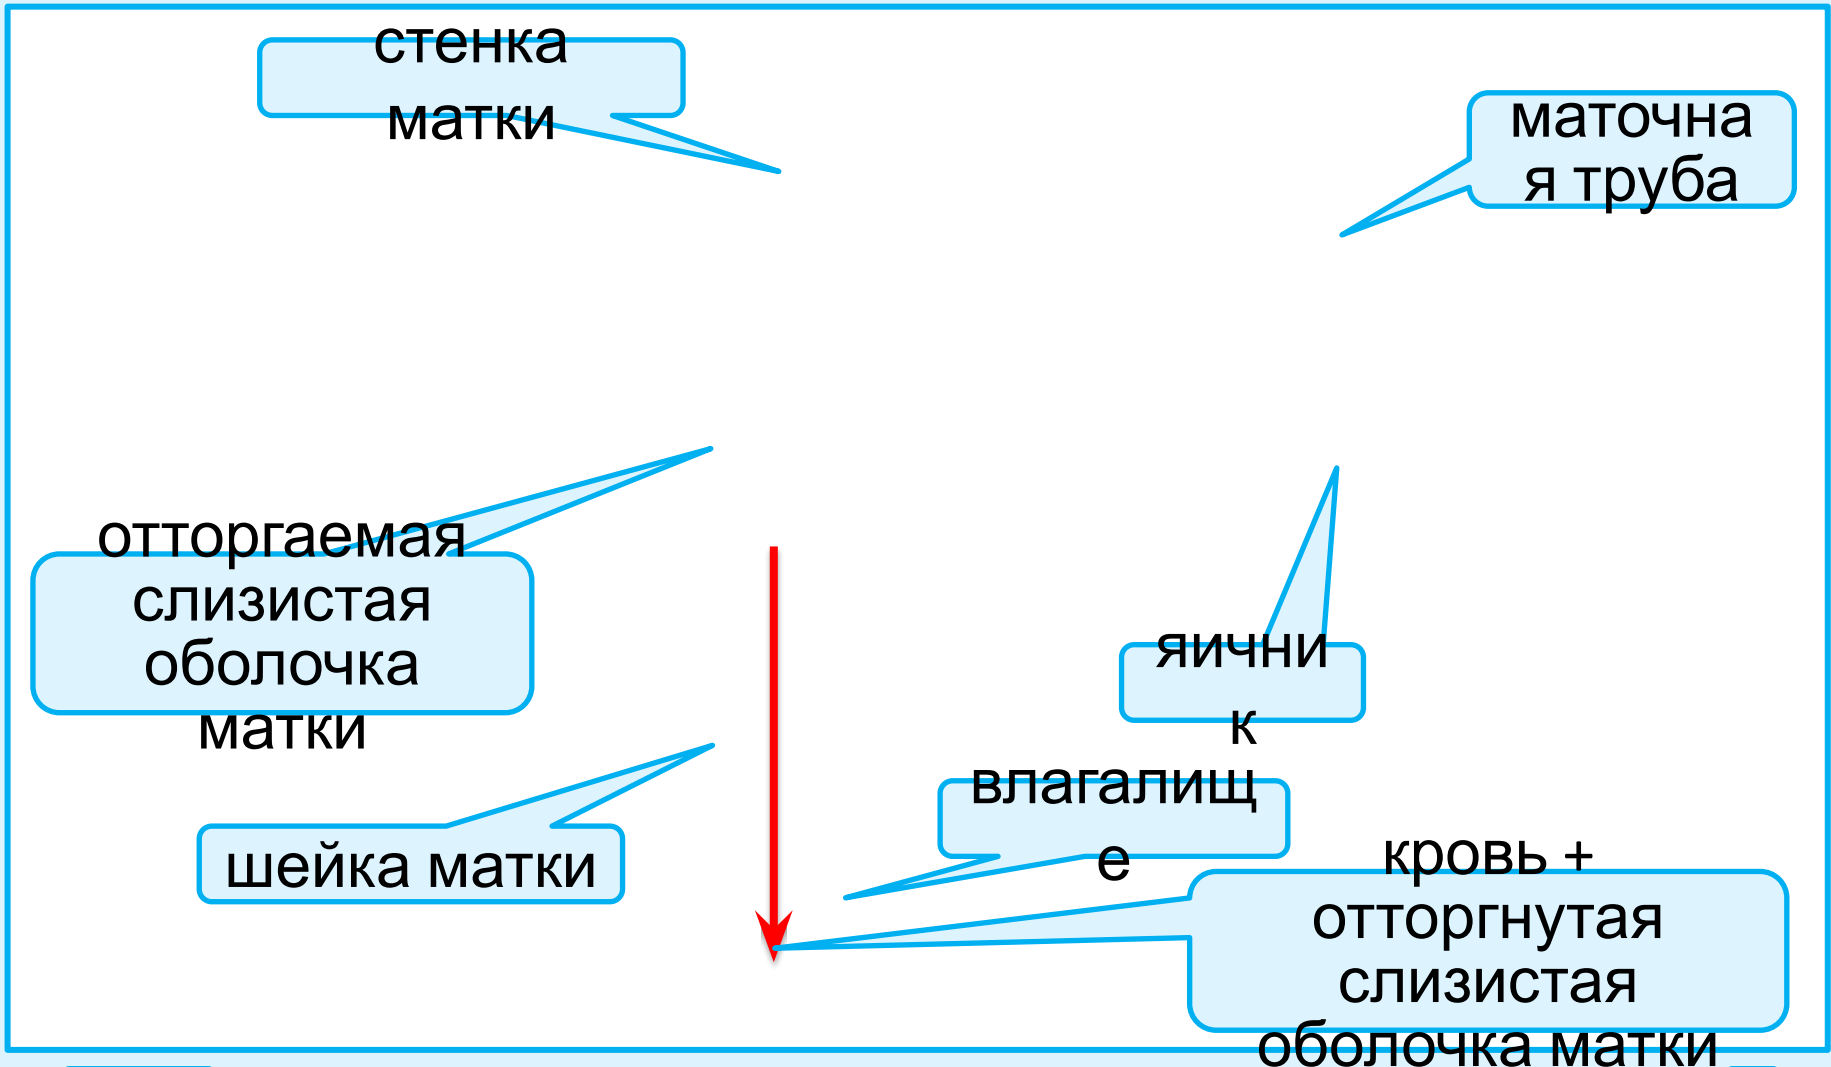 стенка
матки
маточна
я труба
отторгаемая
слизистая
оболочка
матки
яични
к
влагалищ
е
шейка матки
кровь +
отторгнутая
слизистая
оболочка матки